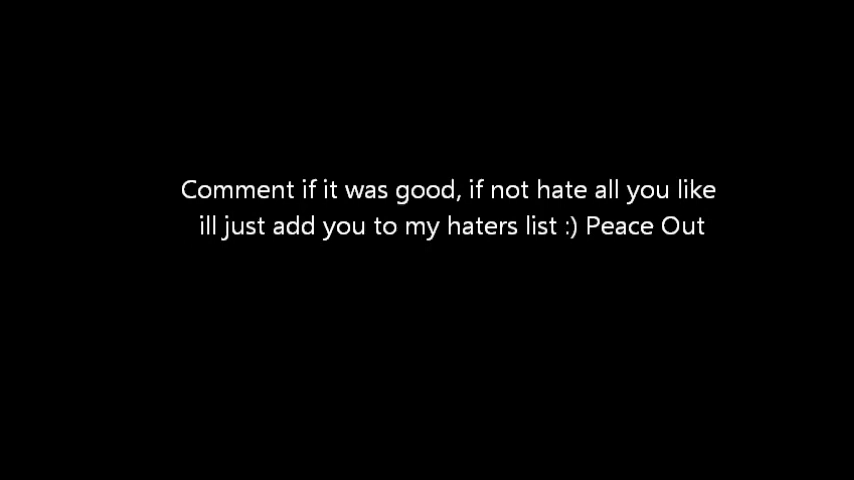 Comment if it was good, if not hate all you like
ill just add you to my haters list :) Peace Out